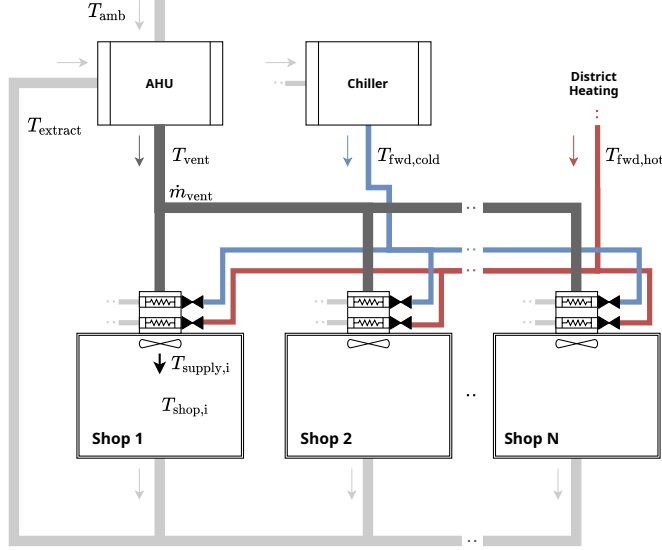 T_amb
AHU
Chiller
District
Heating
T_extract
T_vent
T_fwd,cold
T_fwd,hot
ṁ_vent
T_supply,i
T_shop,i
Shop 1
Shop 2
Shop N